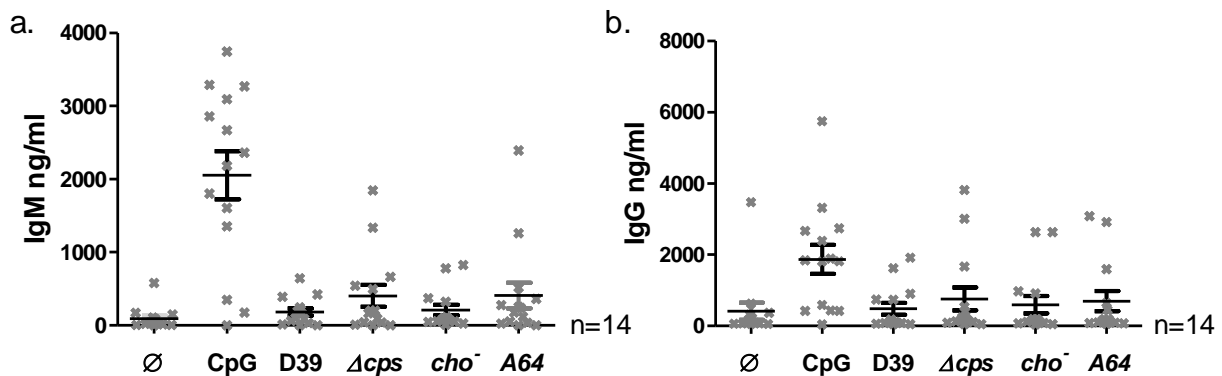 a.
IgM ng/ml
4000
3000
2000
1000
0
Ø CpG D39 Δcps cho⁻ A64
n=14
b.
IgG ng/ml
8000
6000
4000
2000
0
Ø CpG D39 Δcps cho⁻ A64
n=14